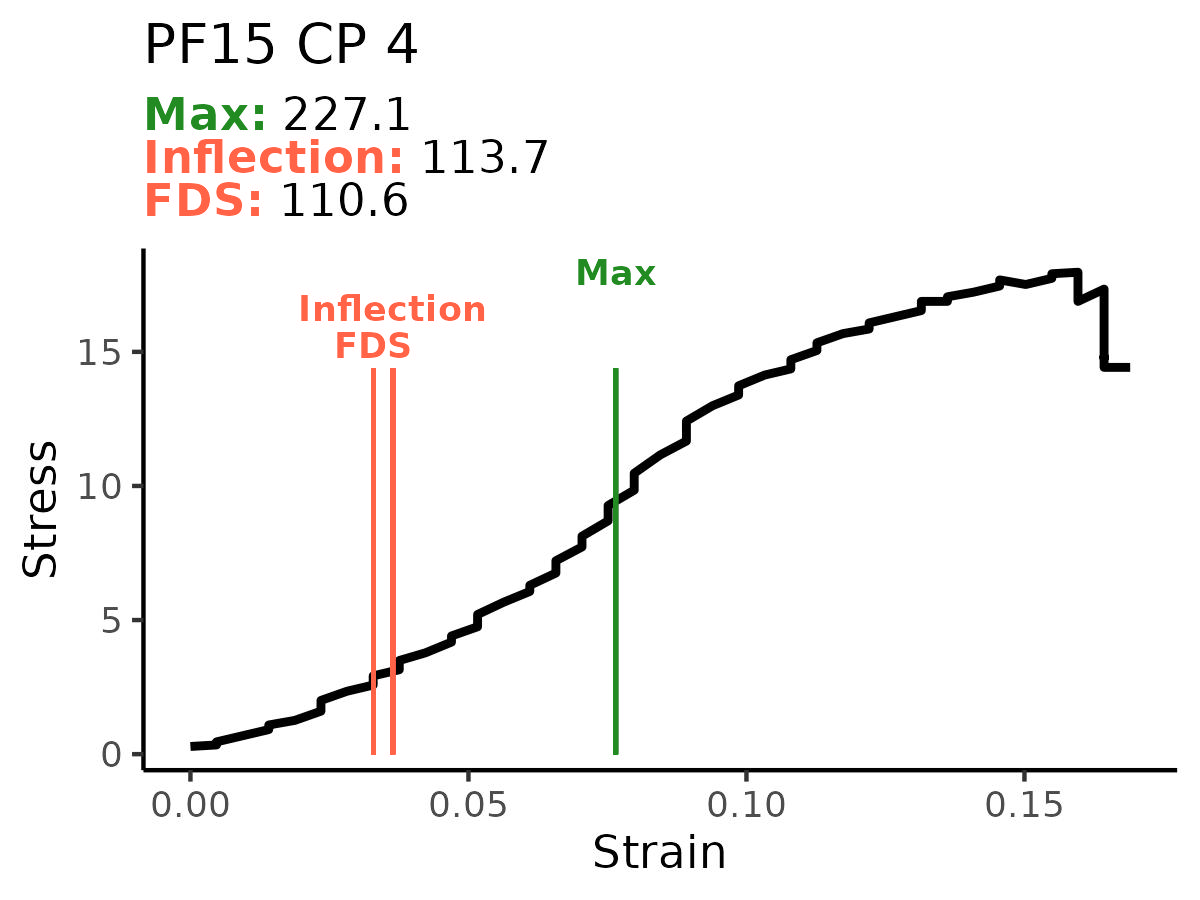 PF15 CP 4
Max: 227.1
Inflection: 113.7
FDS: 110.6
Max
Inflection
FDS
15
10
5
0
Stress
0.00 0.05 0.10 0.15
Strain